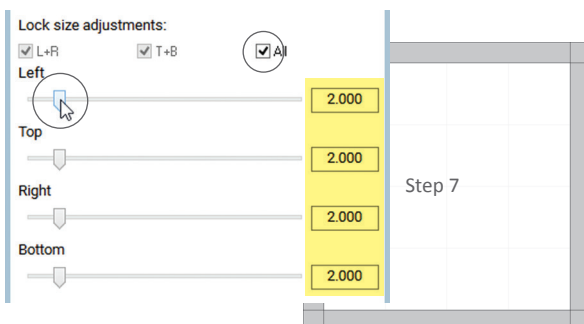 Lock size adjustments:
L+R T+B All
Left
2.000
Top
2.000
Right
2.000
Bottom
2.000
Step 7